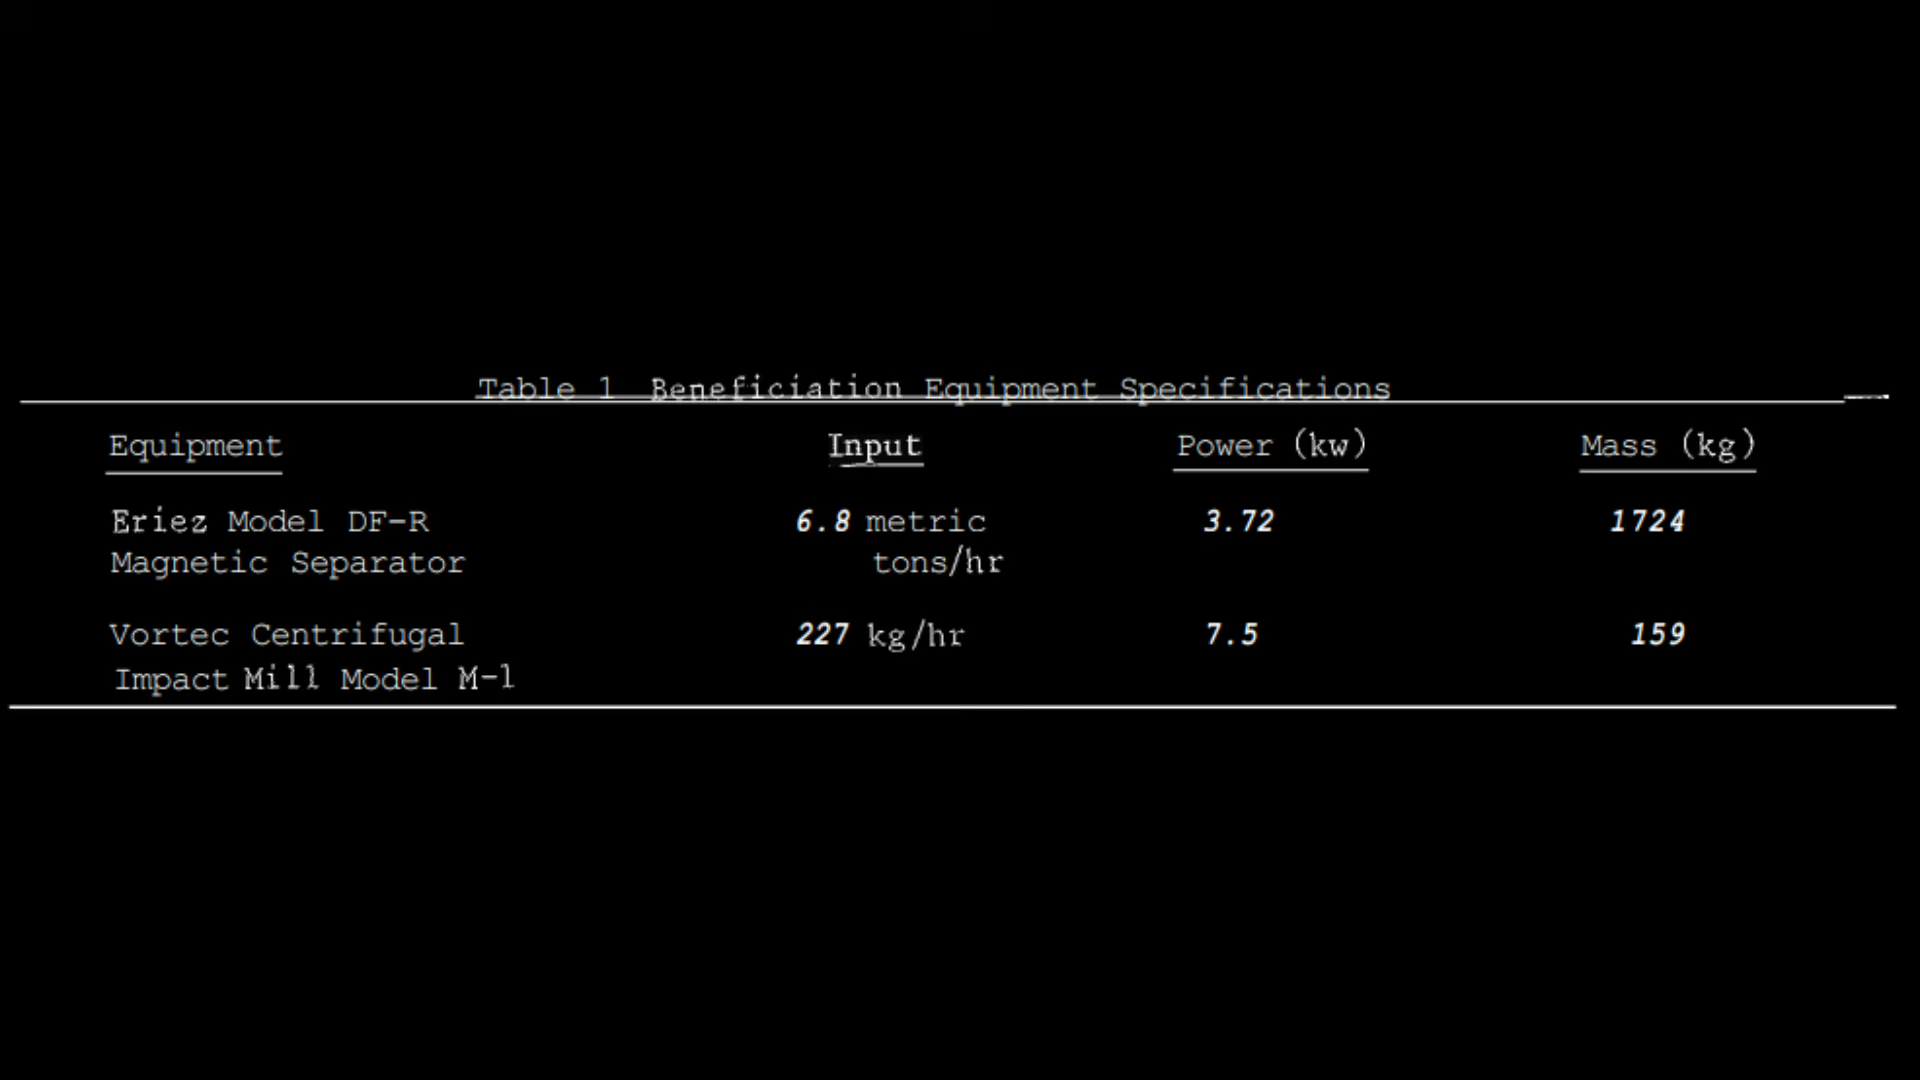 Table 1 Beneficiation Equipment Specifications
Equipment Input Power (kw) Mass (kg)
Eriez Model DF-R 6.8 metric 3.72 1724
Magnetic Separator tons/hr
Vortec Centrifugal 227 kg/hr 7.5 159
Impact Mill Model M-1